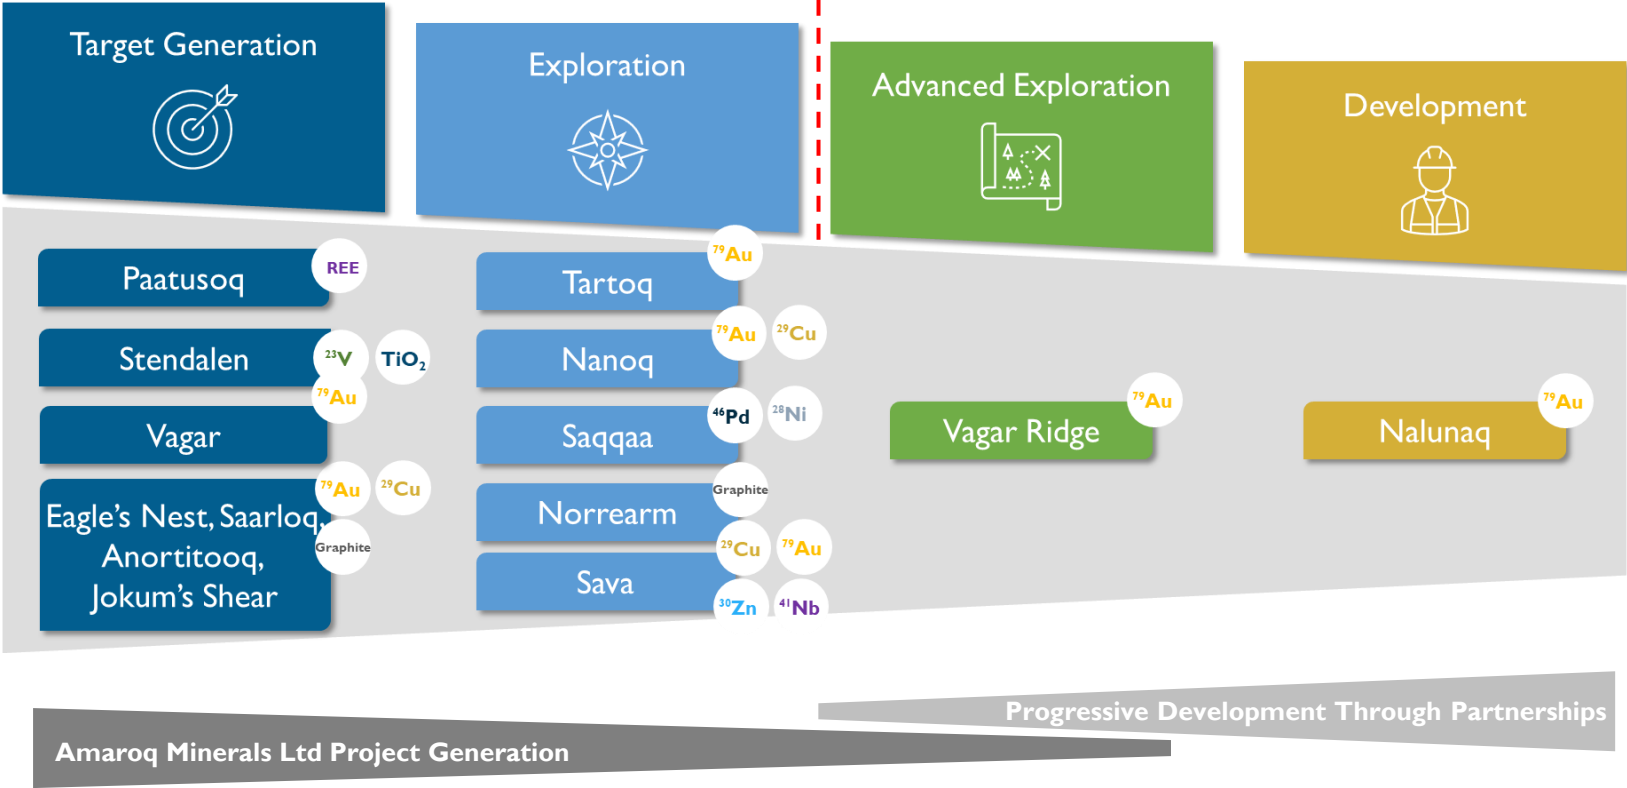 Target Generation
Exploration
Advanced Exploration
Development
Paatusoq
REE
Stendalen
²³V
TiO₂
Vagar
⁷⁹Au
Eagle’s Nest, Saarloq,
Anortitooq,
Jokum’s Shear
⁷⁹Au
²⁹Cu
Graphite
Tartoq
⁷⁹Au
Nanoq
⁷⁹Au
²⁹Cu
Saqqaa
⁴⁶Pd
²⁸Ni
Norrearm
Graphite
Sava
²⁹Cu
⁷⁹Au
³⁰Zn
⁴¹Nb
Vagar Ridge
⁷⁹Au
Nalunaq
⁷⁹Au
Progressive Development Through Partnerships
Amaroq Minerals Ltd Project Generation